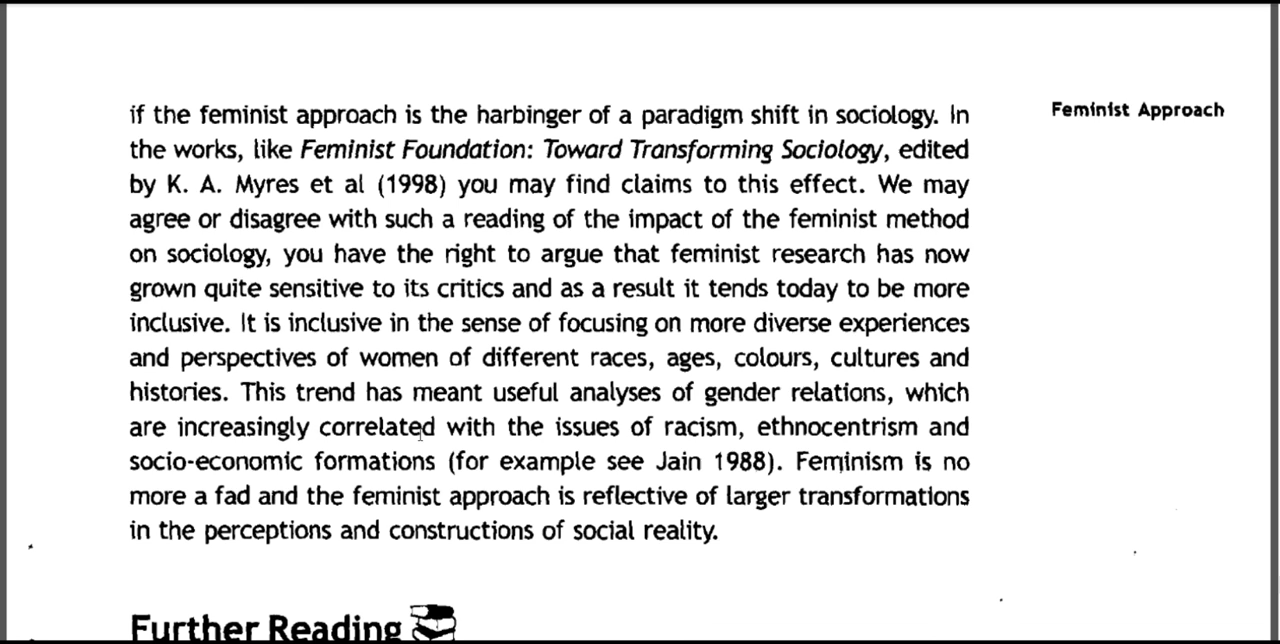 if the feminist approach is the harbinger of a paradigm shift in sociology. In
the works, like Feminist Foundation: Toward Transforming Sociology, edited
by K. A. Myres et al (1998) you may find claims to this effect. We may
agree or disagree with such a reading of the impact of the feminist method
on sociology, you have the right to argue that feminist research has now
grown quite sensitive to its critics and as a result it tends today to be more
inclusive. It is inclusive in the sense of focusing on more diverse experiences
and perspectives of women of different races, ages, colours, cultures and
histories. This trend has meant useful analyses of gender relations, which
are increasingly correlated with the issues of racism, ethnocentrism and
socio-economic formations (for example see Jain 1988). Feminism is no
more a fad and the feminist approach is reflective of larger transformations
in the perceptions and constructions of social reality.
Feminist Approach
Further Reading